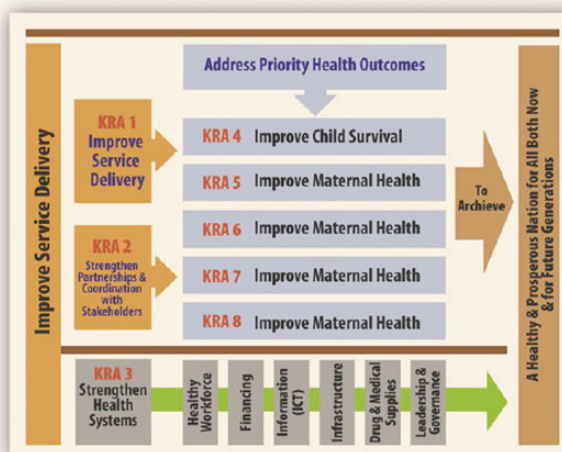 Improve Service Delivery
Address Priority Health Outcomes
KRA 1
Improve
Service
Delivery
KRA 2
Strengthen
Partnerships &
Coordination
with
Stakeholders
KRA 4 Improve Child Survival
KRA 5 Improve Maternal Health
KRA 6 Improve Maternal Health
KRA 7 Improve Maternal Health
KRA 8 Improve Maternal Health
To
Archieve
A Healthy & Prosperous Nation for All Both Now
& for Future Generations
KRA 3
Strengthen
Health
Systems
Healthy
Workforce
Financing
Information
(ICT)
Infrastructure
Drug & Medical
Supplies
Leadership &
Governance